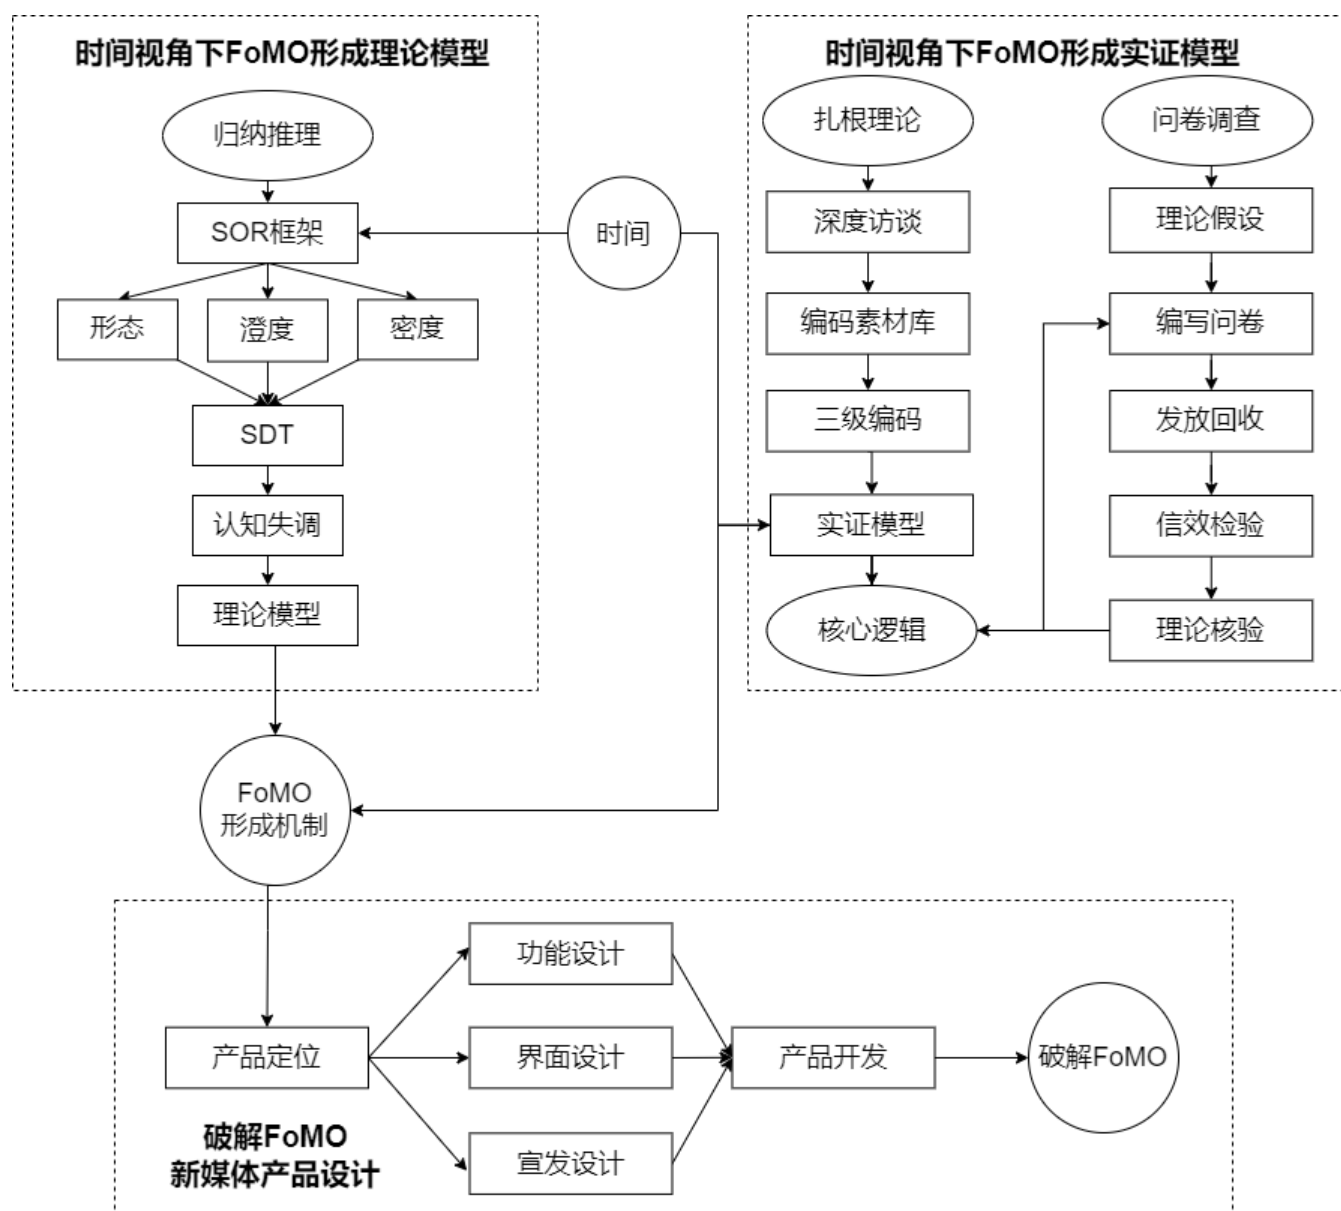 时间视角下FoMO形成理论模型
归纳推理
SOR框架
形态
澄度
密度
SDT
认知失调
理论模型
时间
时间视角下FoMO形成实证模型
扎根理论
深度访谈
编码素材库
三级编码
实证模型
核心逻辑
问卷调查
理论假设
编写问卷
发放回收
信效检验
理论核验
FoMO
形成机制
产品定位
功能设计
界面设计
宣发设计
产品开发
破解FoMO
破解FoMO
新媒体产品设计